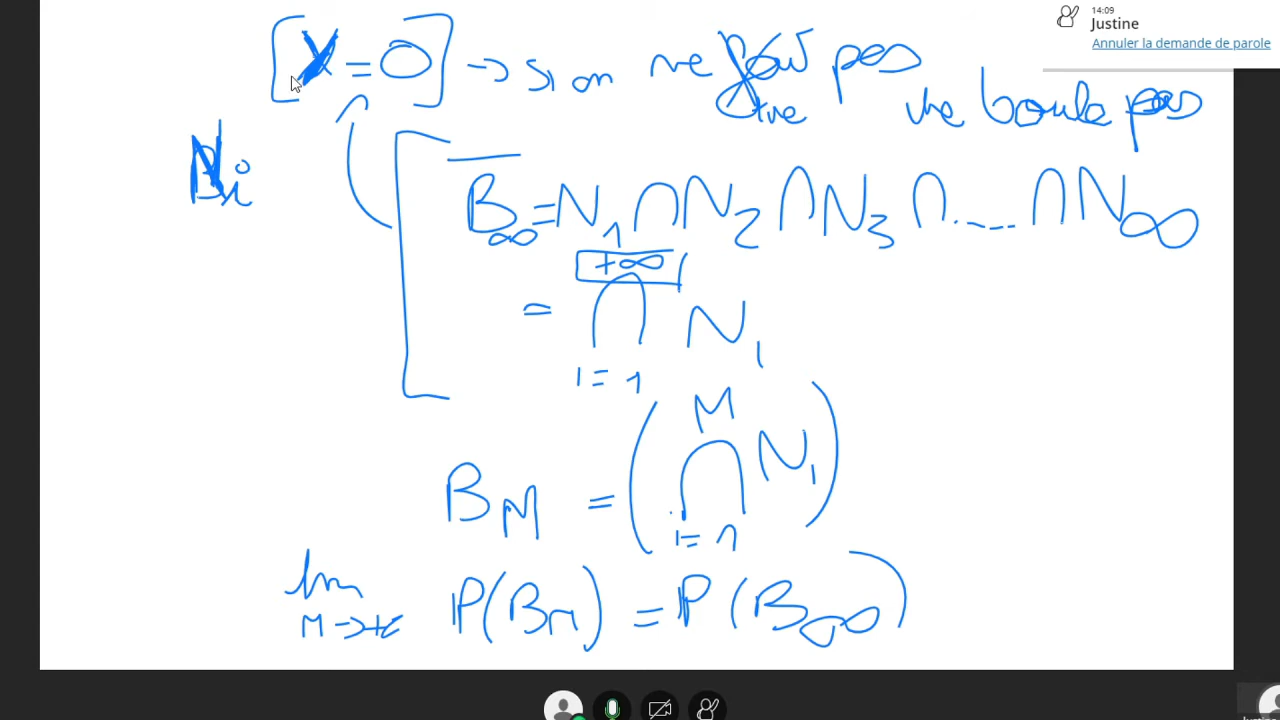 14:09
Justine
Annuler la demande de parole
[X = 0] → si on ne pas
tire une boule pas
Ni
B∞ = N1 ∩ N2 ∩ N3 ∩ ..... ∩ N∞
+∞
= ∩ Ni
i = 1
M
BM = ( ∩ Ni )
i = 1
lim P(BM) = P(B∞)
M → +∞